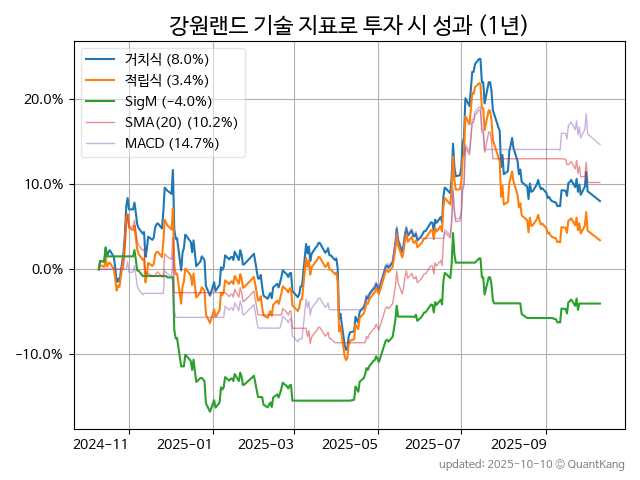 강원랜드 기술 지표로 투자 시 성과 (1년)
거치식 (8.0%)
적립식 (3.4%)
SigM (−4.0%)
SMA(20) (10.2%)
MACD (14.7%)
20.0%
10.0%
0.0%
−10.0%
2024-11 2025-01 2025-03 2025-05 2025-07 2025-09
updated: 2025-10-10 ⓒ QuantKang